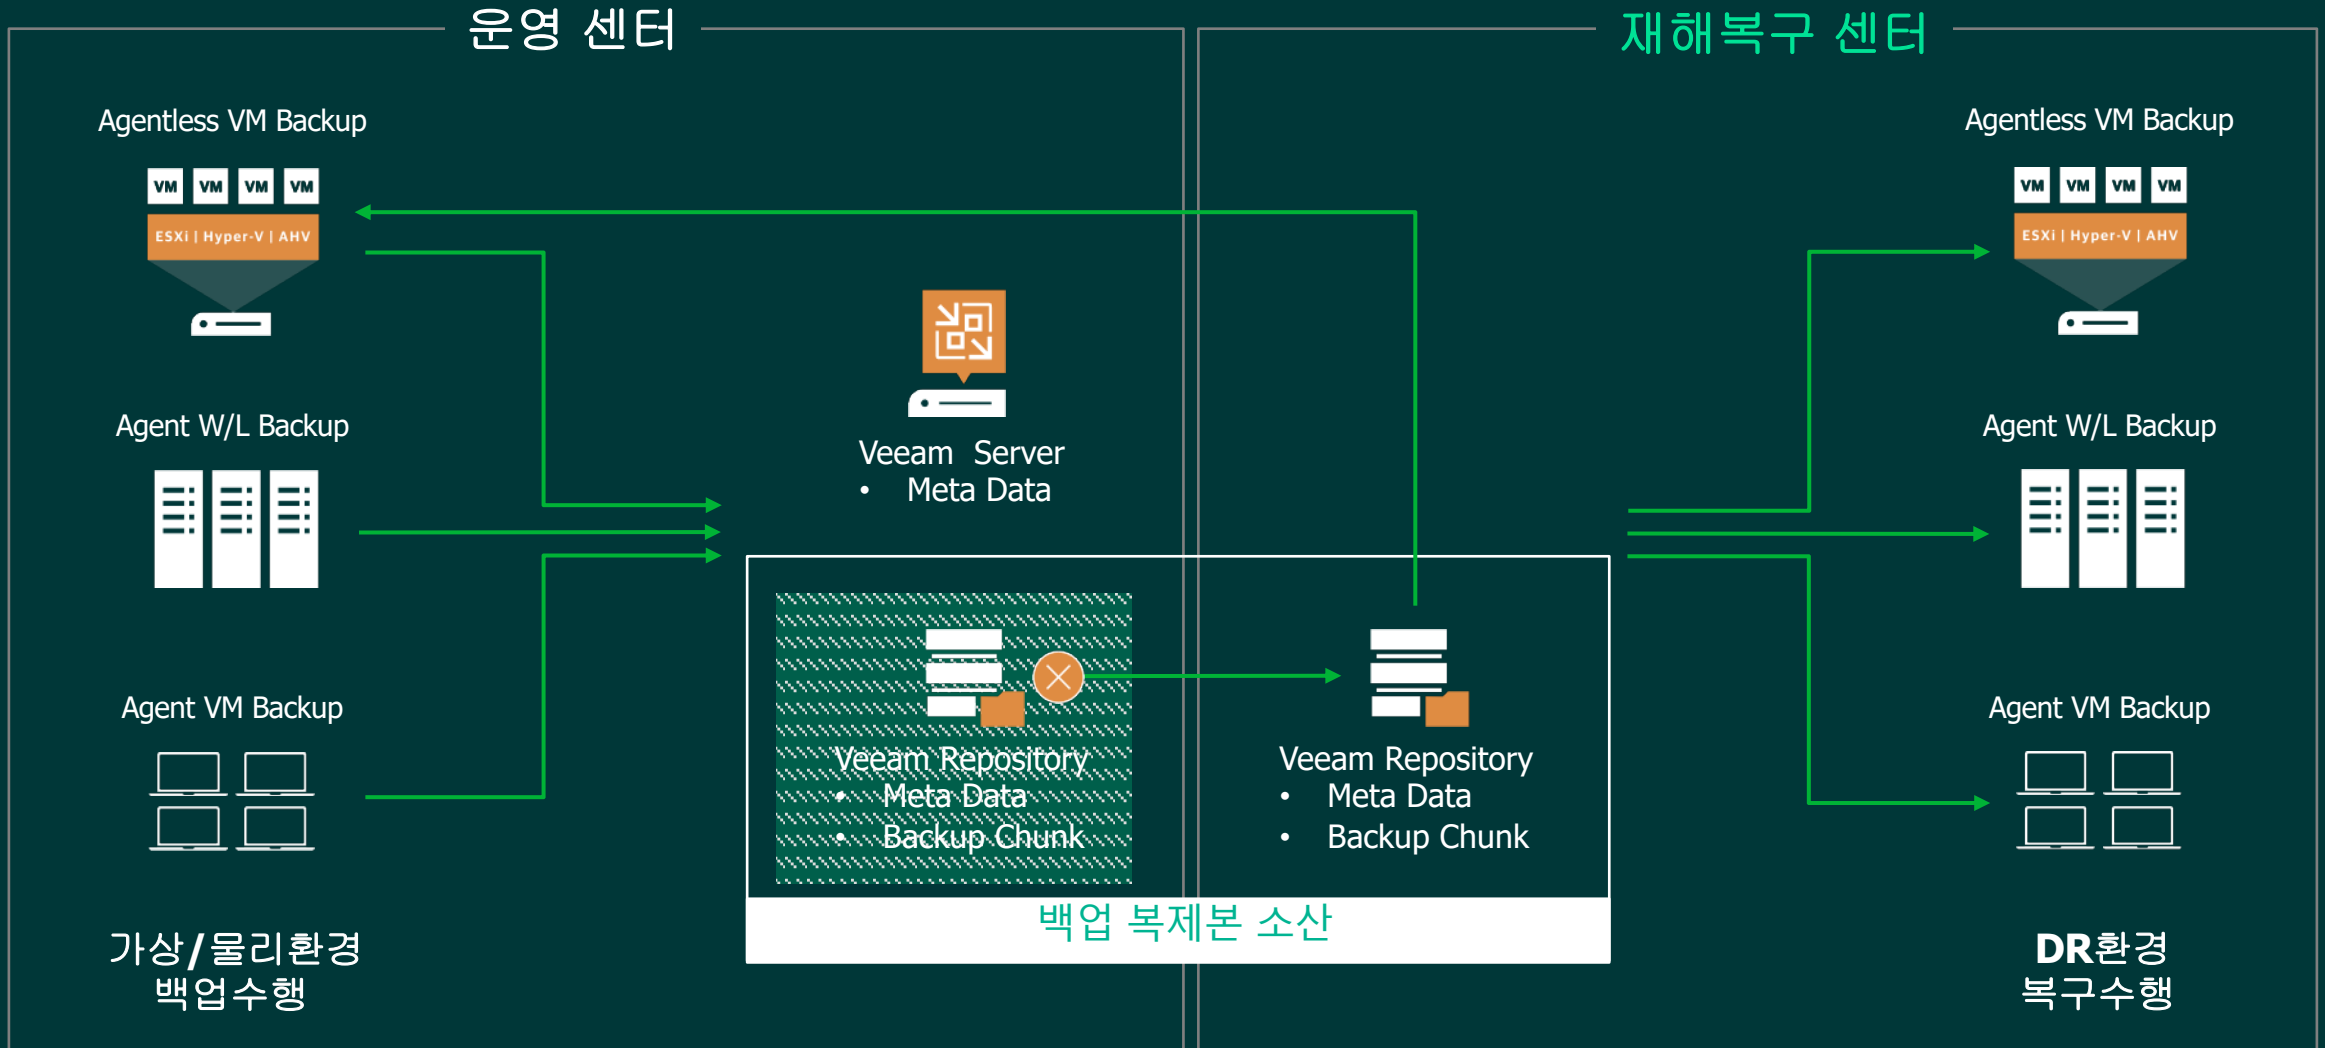 운영 센터
재해복구 센터
Agentless VM Backup
VM VM VM VM
ESXi | Hyper-V | AHV
Agent W/L Backup
Agent VM Backup
가상/물리환경
백업수행
Veeam Server
• Meta Data
Veeam Repository
• Meta Data
• Backup Chunk
Veeam Repository
• Meta Data
• Backup Chunk
백업 복제본 소산
Agentless VM Backup
VM VM VM VM
ESXi | Hyper-V | AHV
Agent W/L Backup
Agent VM Backup
DR환경
복구수행